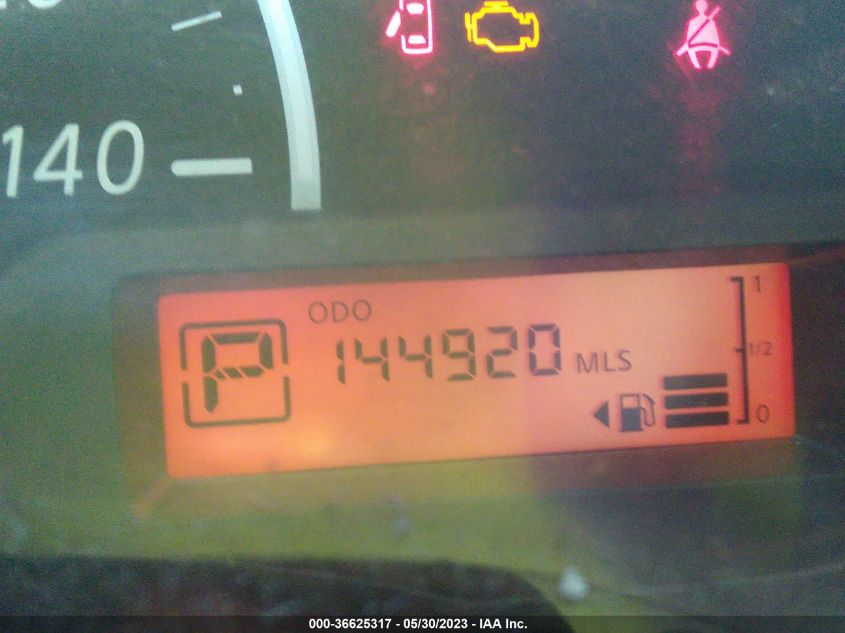 140
ODO
P
144920 MLS
1
1/2
0
000-36625317 - 05/30/2023 - IAA Inc.